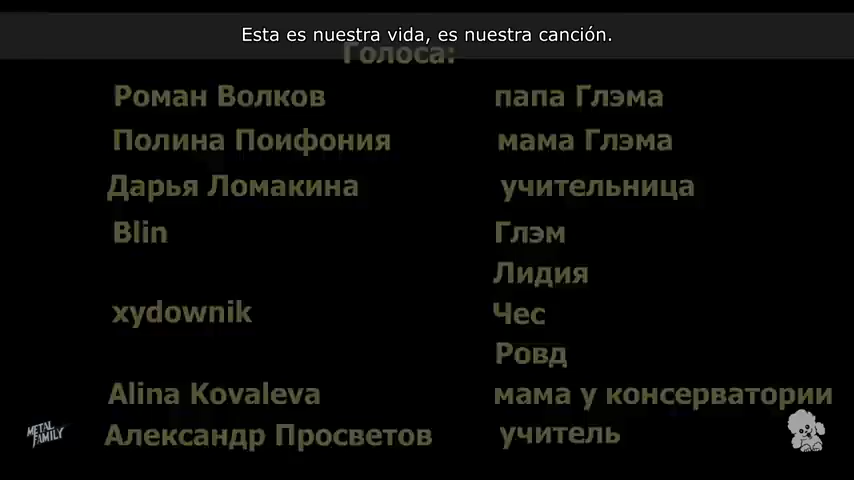 Esta es nuestra vida, es nuestra canción.
Голоса:
Роман Волков папа Глэма
Полина Поифония мама Глэма
Дарья Ломакина учительница
Blin Глэм
Лидия
xydownik Чес
Ровд
Alina Kovaleva мама у консерватории
Александр Просветов учитель
METAL FAMILY